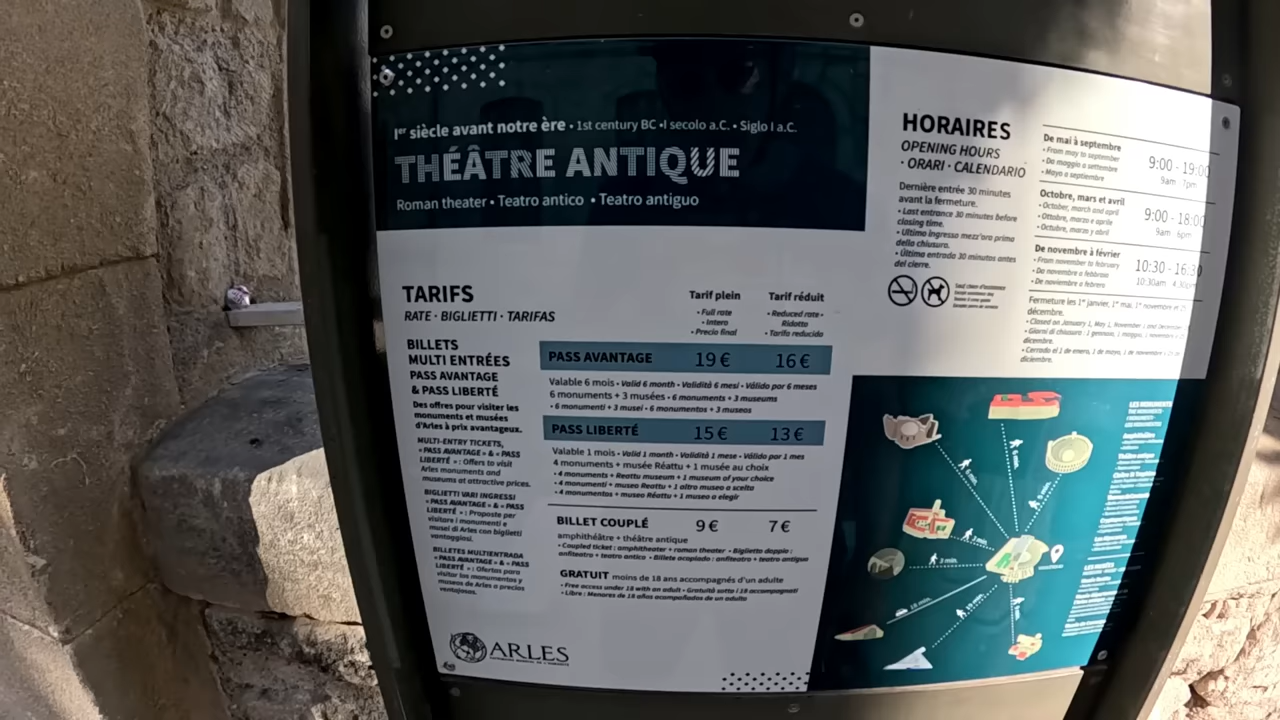 Ier siècle avant notre ère • 1st century BC • I secolo a.C. • Siglo I a.C.
THÉÂTRE ANTIQUE
Roman theater • Teatro antico • Teatro antiguo
TARIFS
RATE · BIGLIETTI · TARIFAS
Tarif plein
• Full rate
• Intero
• Precio final
Tarif réduit
• Reduced rate •
Ridotto
• Tarifa reducida
BILLETS
MULTI ENTRÉES
PASS AVANTAGE
& PASS LIBERTÉ
Des offres pour visiter les
monuments et musées
d'Arles à prix avantageux.
MULTI-ENTRY TICKETS,
« PASS AVANTAGE » & « PASS
LIBERTÉ » : Offers to visit
Arles monuments and
museums at attractive prices.
BIGLIETTI VARI INGRESSI
« PASS AVANTAGE » & « PASS
LIBERTÉ » : Proposte per
visitare i monumenti e
musei di Arles con biglietti
vantaggiosi.
BILLETES MULTIENTRADA
« PASS AVANTAGE » & « PASS
LIBERTÉ » : Ofertas para
visitar los monumentos y
museos de Arles a precios
ventajosos.
PASS AVANTAGE 19 € 16 €
Valable 6 mois • Valid 6 month • Validità 6 mesi • Válido por 6 meses
6 monuments + 3 musées • 6 monuments + 3 museums
• 6 monumenti + 3 musei • 6 monumentos + 3 museos
PASS LIBERTÉ 15 € 13 €
Valable 1 mois • Valid 1 month • Validità 1 mese • Válido por 1 mes
4 monuments + musée Réattu + 1 musée au choix
• 4 monuments + Reattu museum + 1 museum of your choice
• 4 monumenti + museo Reattu + 1 altro museo a scelta
• 4 monumentos + museo Réattu + 1 museo a elegir
BILLET COUPLÉ 9 € 7 €
amphithéâtre + théâtre antique
• Coupled ticket : amphitheater + roman theater • Biglietto doppio :
anfiteatro + teatro antico • Billete acoplado : anfiteatro + teatro antiguo
GRATUIT moins de 18 ans accompagnés d'un adulte
• Free access under 18 with an adult • Gratuità sotto i 18 accompagnati
• Libre : Menores de 18 años acompañados de un adulto
ARLES
HORAIRES
OPENING HOURS
· ORARI · CALENDARIO
Dernière entrée 30 minutes
avant la fermeture.
• Last entrance 30 minutes before
closing time.
• Ultimo ingresso mezz'ora prima
della chiusura.
• Última entrada 30 minutos antes
del cierre.
De mai à septembre
• From may to september
• Da maggio a settembre
• Mayo a septiembre
9:00 - 19:00
9am - 7pm
Octobre, mars et avril
• October, march and april
• Ottobre, marzo e aprile
• Octubre, marzo y abril
9:00 - 18:00
9am 6pm
De novembre à février
• From november to february
• Da novembre a febbraio
• De noviembre a febrero
10:30 - 16:30
10:30am 4:30pm
Fermeture les 1er janvier, 1er mai, 1er novembre et 25
décembre.
• Closed on January 1, May 1, November 1 and December
• Giorni di chiusura : 1 gennaio, 1 maggio, 1 novembre
dicembre.
• Cerrado el 1 de enero, 1 de mayo, 1 de noviembre
diciembre.
LES MONUMENTS
6 min.
3 min.